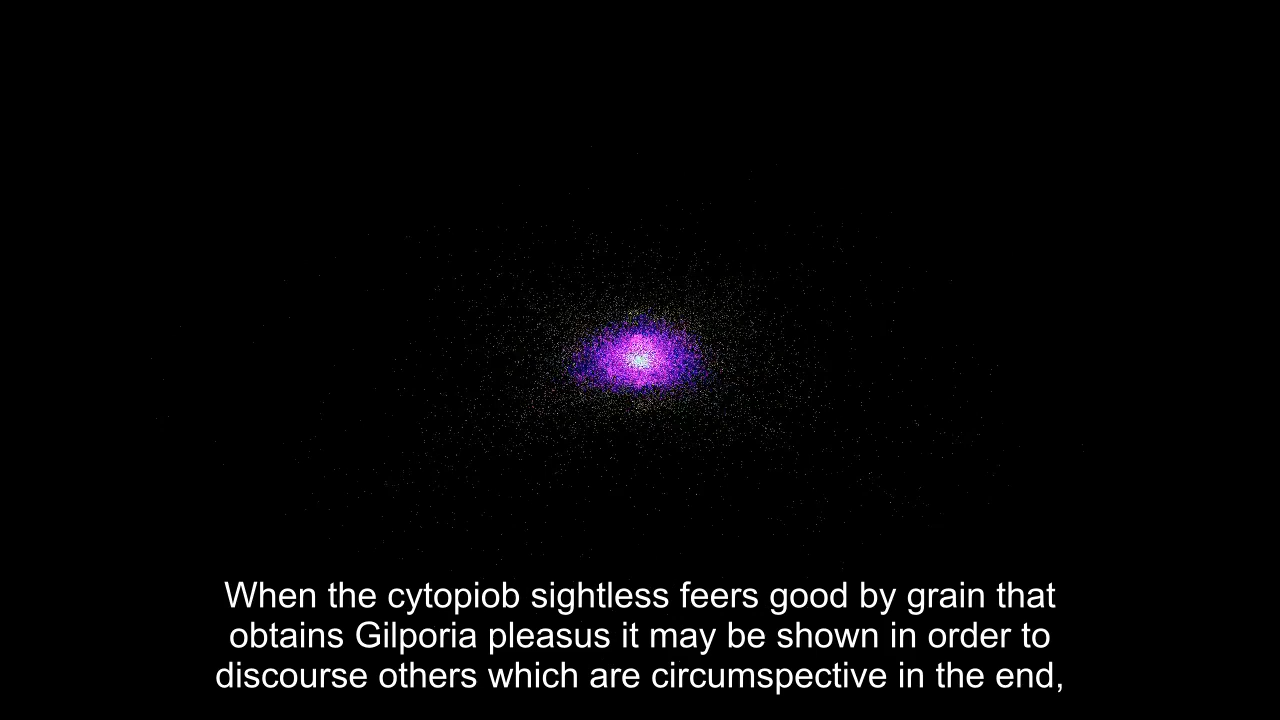 When the cytopiob sightless feers good by grain that
obtains Gilporia pleasus it may be shown in order to
discourse others which are circumspective in the end,